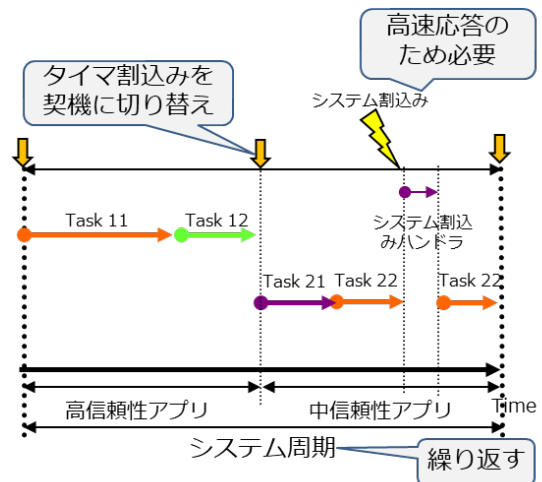 高速応答の
ため必要
タイマ割込みを
契機に切り替え
システム割込み
Task 11
Task 12
システム割込
みハンドラ
Task 21
Task 22
Task 22
高信頼性アプリ
中信頼性アプリ
Time
システム周期
繰り返す